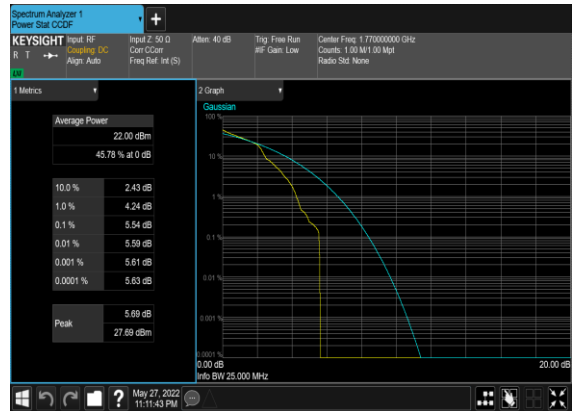 Spectrum Analyzer 1
Power Stat CCDF
KEYSIGHT Input: RF Input Z: 50 Ω Atten: 40 dB Trig: Free Run Center Freq: 1.770000000 GHz
R T Coupling: DC Corr CCorr #IF Gain: Low Counts: 1.00 M/1.00 Mpt
Align: Auto Freq Ref: Int (S) Radio Std: None
LV
1 Metrics
2 Graph
Gaussian
Average Power
22.00 dBm
45.78 % at 0 dB
10.0 % 2.43 dB
1.0 % 4.24 dB
0.1 % 5.54 dB
0.01 % 5.59 dB
0.001 % 5.61 dB
0.0001 % 5.63 dB
Peak 5.69 dB
27.69 dBm
100 %
10 %
1 %
0.1 %
0.01 %
0.001 %
0.0001 %
0.00 dB 20.00 dB
Info BW 25.000 MHz
? May 27, 2022
11:11:43 PM